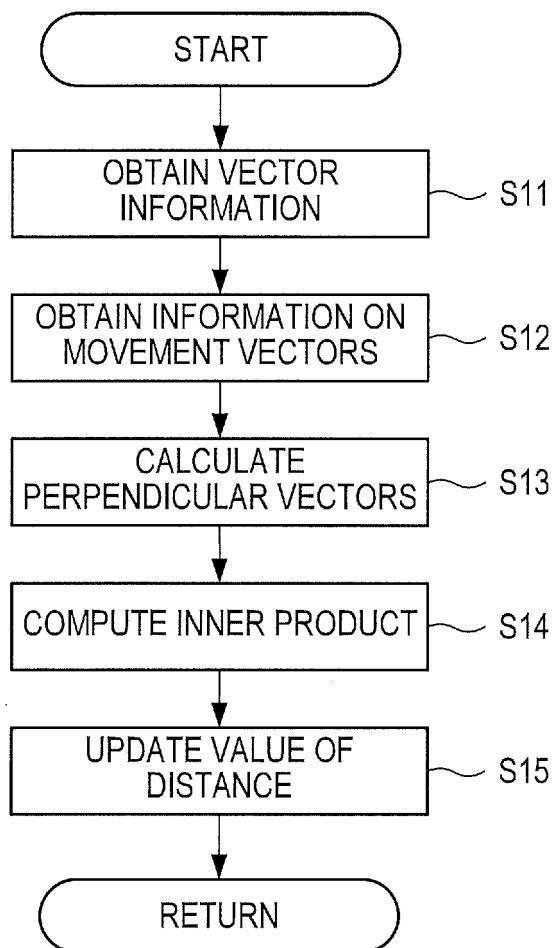 START
OBTAIN VECTOR
INFORMATION
S11
OBTAIN INFORMATION ON
MOVEMENT VECTORS
S12
CALCULATE
PERPENDICULAR VECTORS
S13
COMPUTE INNER PRODUCT
S14
UPDATE VALUE OF
DISTANCE
S15
RETURN